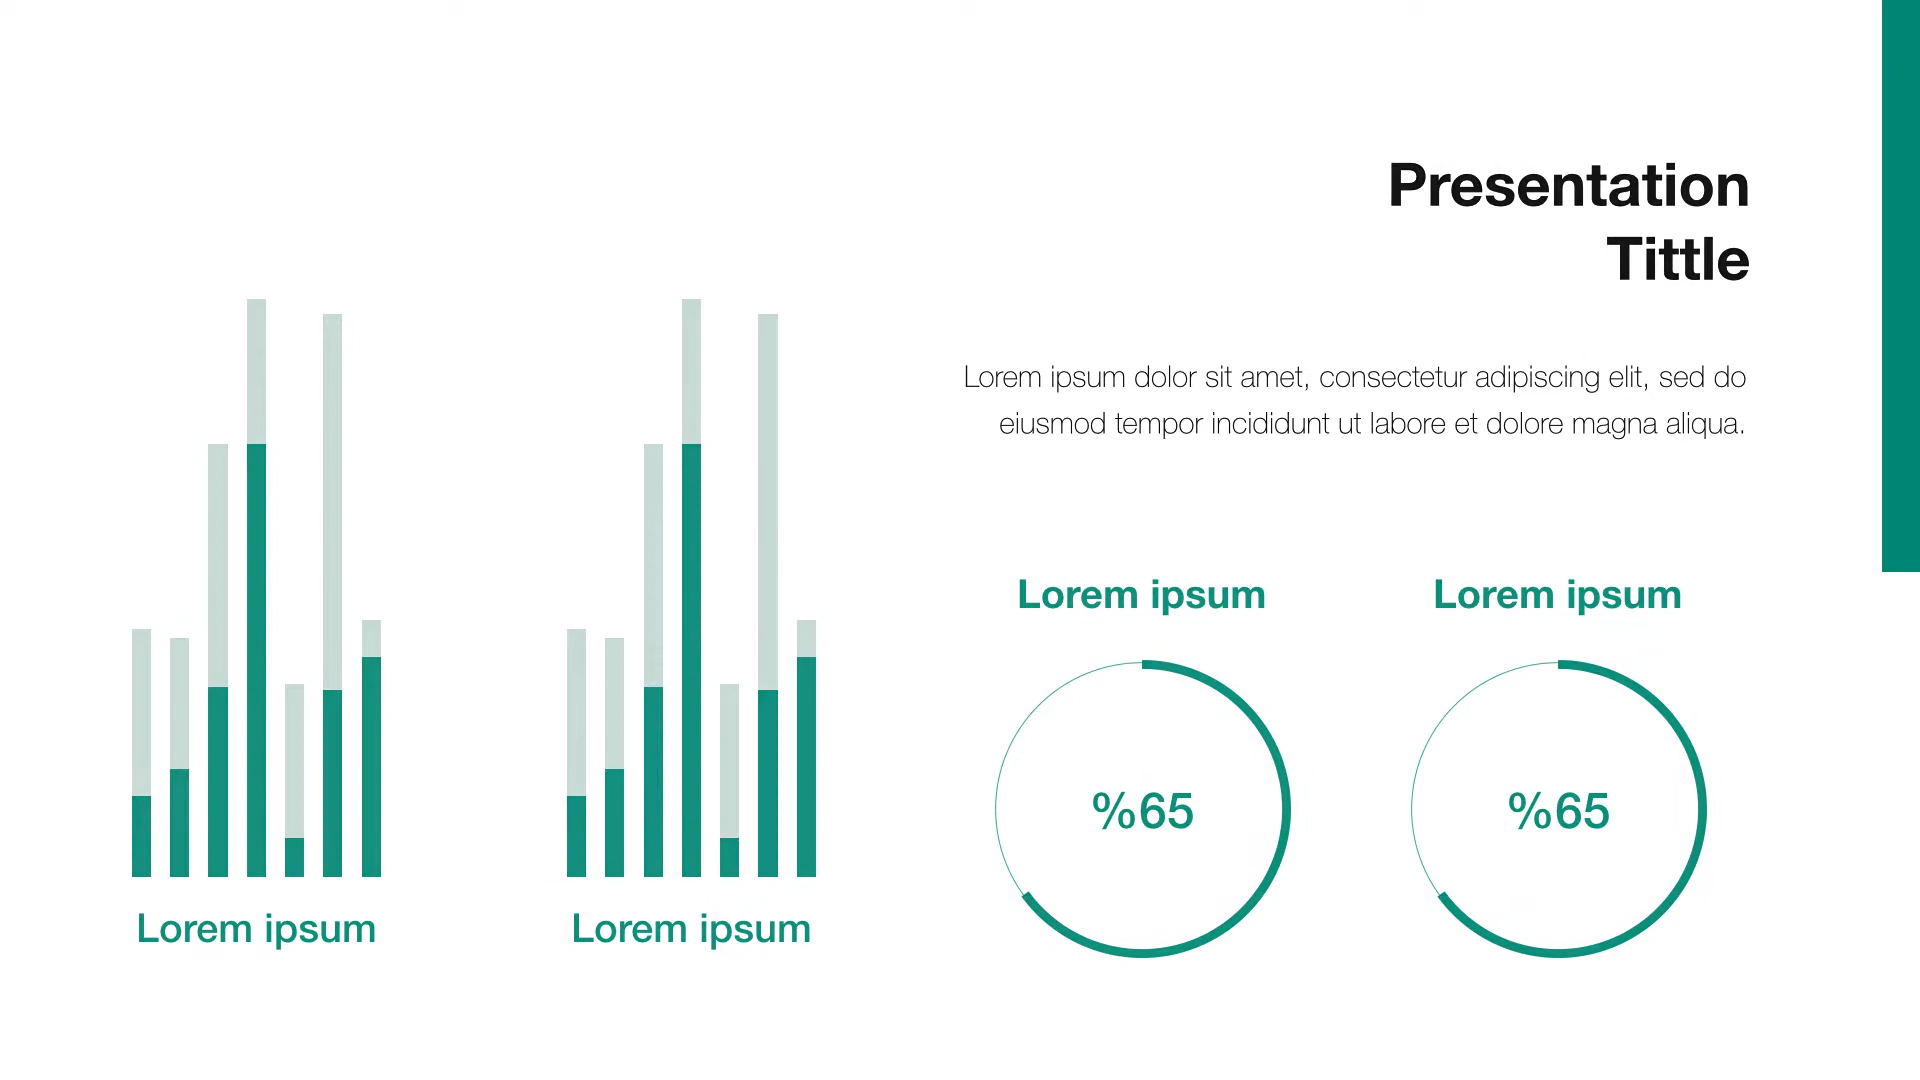 Presentation
Tittle
Lorem ipsum dolor sit amet, consectetur adipiscing elit, sed do
eiusmod tempor incididunt ut labore et dolore magna aliqua.
Lorem ipsum
Lorem ipsum
%65
%65
Lorem ipsum
Lorem ipsum